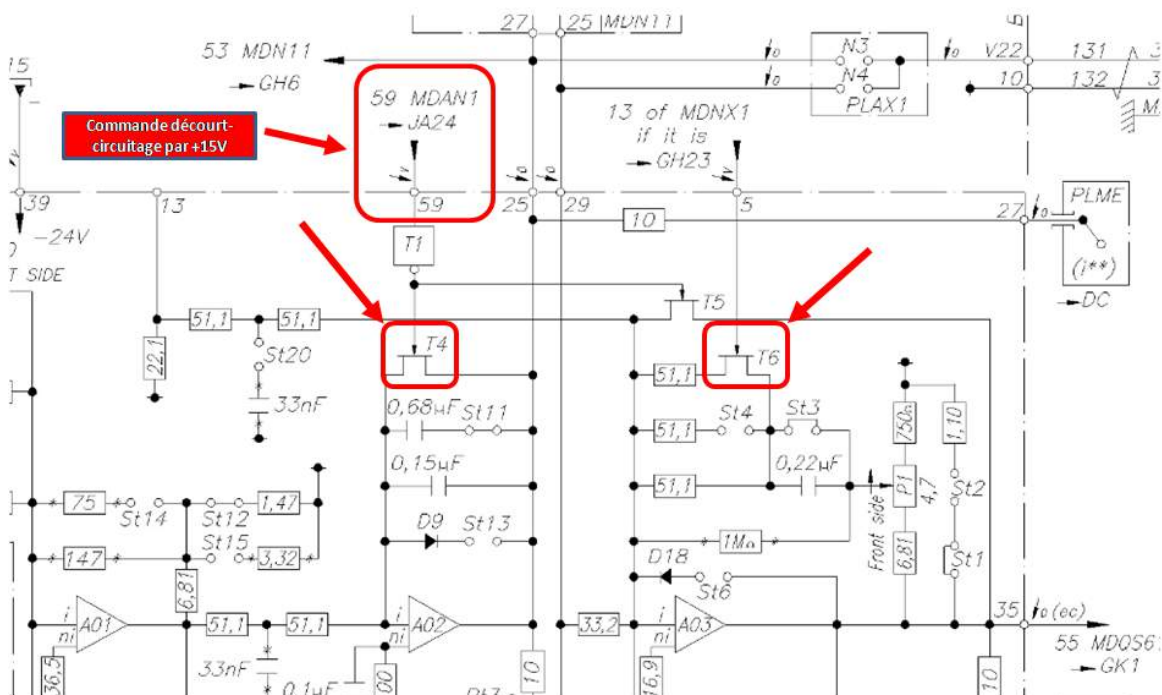 27
25
MDN11
53 MDN11
→ GH6
59 MDAN1
→ JA24
Commande décourt-
circuitage par +15V
13 of MDNX1
if it is
→ GH23
N3
N4
PLAX1
V22
131
10
132
39
13
59
25
29
5
27
-24V
T SIDE
T1
10
PLME
(i**)
→ DC
T5
51,1
51,1
T4
T6
22,1
St20
33nF
51,1
0,68µF
St11
51,1
St4
St3
750Ω
1,10
0,15µF
51,1
0,22µF
P1
4,7
St2
75
St14
St12
1,47
D9
St13
1MΩ
Front side
6,81
St1
147
St15
3,32
D18
St6
6,81
i
ni
A01
51,1
51,1
i
ni
A02
33,2
i
ni
A03
35
(ec)
55 MDQS61
→ GK1
36,5
33nF
0,1µF
10
16,9
10